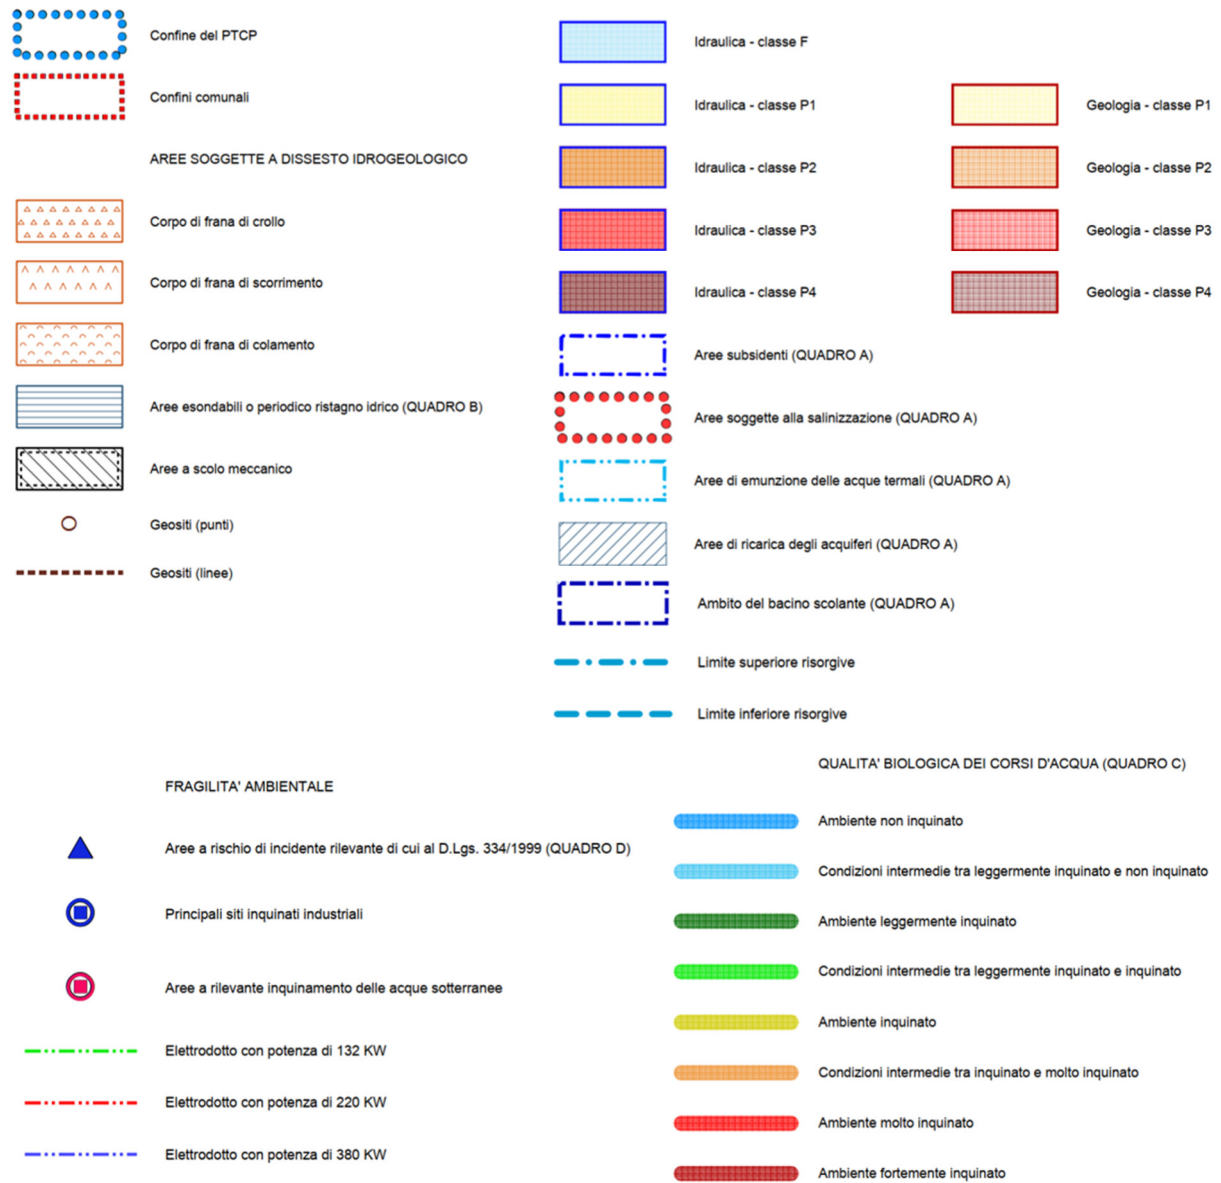 Confine del PTCP
Confini comunali
AREE SOGGETTE A DISSESTO IDROGEOLOGICO
Corpo di frana di crollo
Corpo di frana di scorrimento
Corpo di frana di colamento
Aree esondabili o periodico ristagno idrico (QUADRO B)
Aree a scolo meccanico
Geositi (punti)
Geositi (linee)
Idraulica - classe F
Idraulica - classe P1
Idraulica - classe P2
Idraulica - classe P3
Idraulica - classe P4
Aree subsidenti (QUADRO A)
Aree soggette alla salinizzazione (QUADRO A)
Aree di emunzione delle acque termali (QUADRO A)
Aree di ricarica degli acquiferi (QUADRO A)
Ambito del bacino scolante (QUADRO A)
Limite superiore risorgive
Limite inferiore risorgive
Geologia - classe P1
Geologia - classe P2
Geologia - classe P3
Geologia - classe P4
FRAGILITA' AMBIENTALE
Aree a rischio di incidente rilevante di cui al D.Lgs. 334/1999 (QUADRO D)
Principali siti inquinati industriali
Aree a rilevante inquinamento delle acque sotterranee
Elettrodotto con potenza di 132 KW
Elettrodotto con potenza di 220 KW
Elettrodotto con potenza di 380 KW
QUALITA' BIOLOGICA DEI CORSI D'ACQUA (QUADRO C)
Ambiente non inquinato
Condizioni intermedie tra leggermente inquinato e non inquinato
Ambiente leggermente inquinato
Condizioni intermedie tra leggermente inquinato e inquinato
Ambiente inquinato
Condizioni intermedie tra inquinato e molto inquinato
Ambiente molto inquinato
Ambiente fortemente inquinato